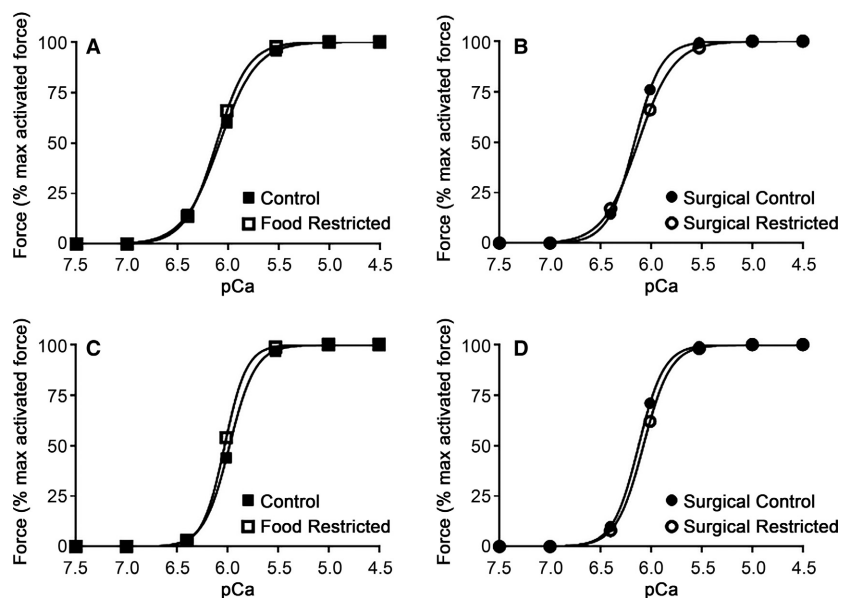 A
Force (% max activated force)
100
75
50
25
0
7.5 7.0 6.5 6.0 5.5 5.0 4.5
pCa
Control
Food Restricted
B
Force (% max activated force)
100
75
50
25
0
7.5 7.0 6.5 6.0 5.5 5.0 4.5
pCa
Surgical Control
Surgical Restricted
C
Force (% max activated force)
100
75
50
25
0
7.5 7.0 6.5 6.0 5.5 5.0 4.5
pCa
Control
Food Restricted
D
Force (% max activated force)
100
75
50
25
0
7.5 7.0 6.5 6.0 5.5 5.0 4.5
pCa
Surgical Control
Surgical Restricted